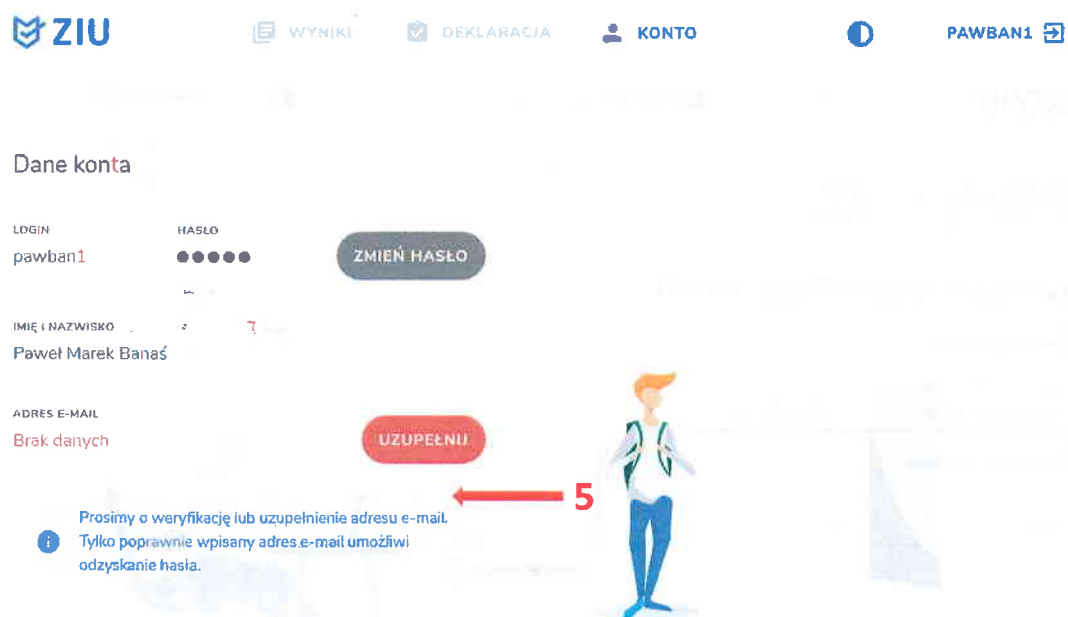 ZIU
WYNIKI
DEKLARACJA
KONTO
PAWBAN1
Dane konta
LOGIN
HASŁO
pawban1
ZMIEŃ HASŁO
IMIĘ I NAZWISKO
Paweł Marek Banaś
ADRES E-MAIL
Brak danych
UZUPEŁNIJ
5
Prosimy o weryfikację lub uzupełnienie adresu e-mail.
Tylko poprawnie wpisany adres e-mail umożliwi
odzyskanie hasła.